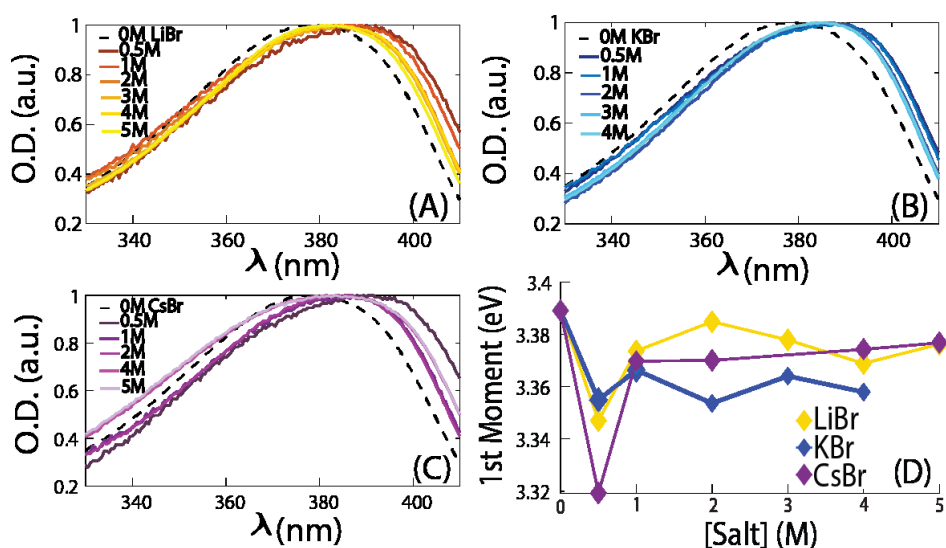 1
0.8
0.6
0.4
0.2
O.D. (a.u.)
0M LiBr
0.5M
1M
2M
3M
4M
5M
(A)
340 360 380 400
λ (nm)
1
0.8
0.6
0.4
0.2
O.D. (a.u.)
0M KBr
0.5M
1M
2M
3M
4M
(B)
340 360 380 400
λ (nm)
1
0.8
0.6
0.4
0.2
O.D. (a.u.)
0M CsBr
0.5M
1M
2M
4M
5M
(C)
340 360 380 400
λ (nm)
3.4
3.38
3.36
3.34
3.32
1st Moment (eV)
LiBr
KBr
CsBr
(D)
0 1 2 3 4 5
[Salt] (M)